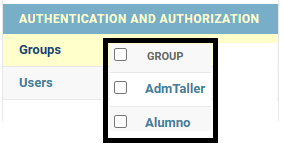 AUTHENTICATION AND AUTHORIZATION
Groups
Users
GROUP
AdmTaller
Alumno